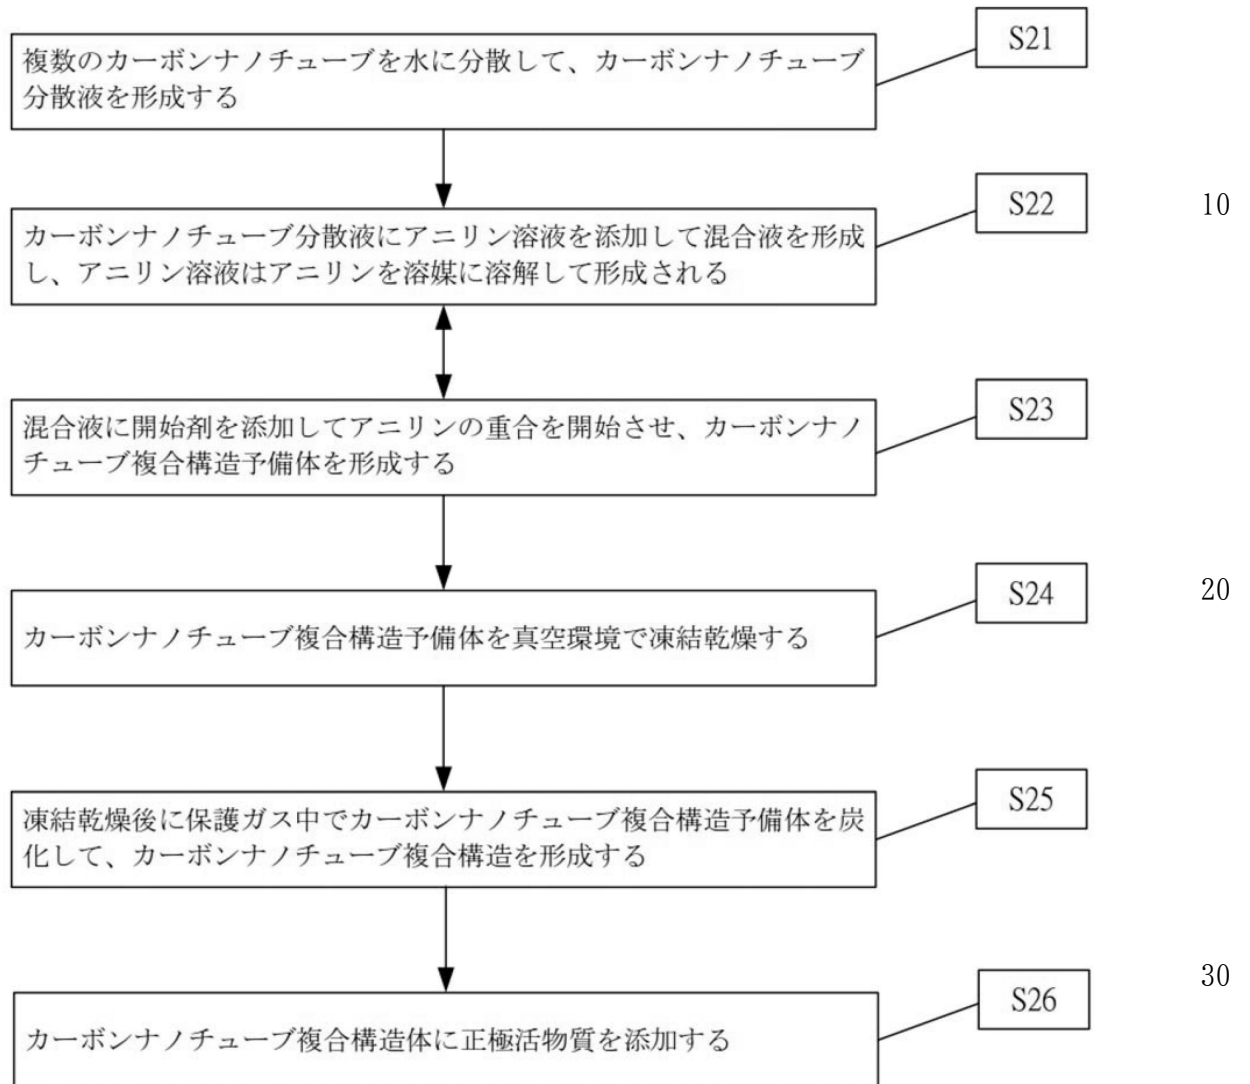 S21
複数のカーボンナノチューブを水に分散して、カーボンナノチューブ
分散液を形成する
S22
10
カーボンナノチューブ分散液にアニリン溶液を添加して混合液を形成
し、アニリン溶液はアニリンを溶媒に溶解して形成される
S23
混合液に開始剤を添加してアニリンの重合を開始させ、カーボンナノ
チューブ複合構造予備体を形成する
S24
20
カーボンナノチューブ複合構造予備体を真空環境で凍結乾燥する
S25
凍結乾燥後に保護ガス中でカーボンナノチューブ複合構造予備体を炭
化して、カーボンナノチューブ複合構造を形成する
30
S26
カーボンナノチューブ複合構造体に正極活物質を添加する